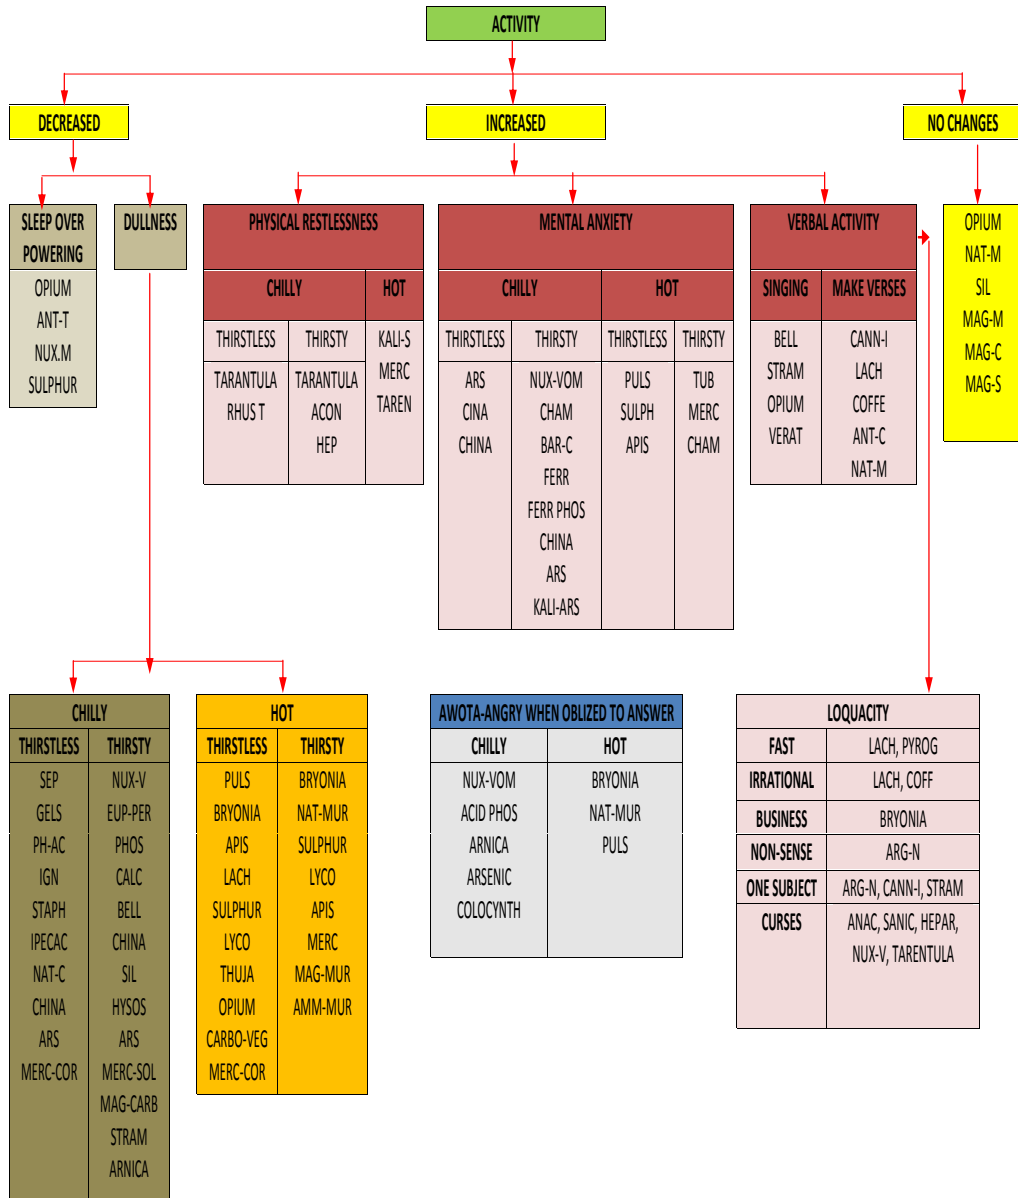 ACTIVITY
DECREASED
INCREASED
NO CHANGES
SLEEP OVER
POWERING
OPIUM
ANT-T
NUX.M
SULPHUR
DULLNESS
PHYSICAL RESTLESSNESS
CHILLY
HOT
THIRSTLESS
TARANTULA
RHUS T
THIRSTY
TARANTULA
ACON
HEP
KALI-S
MERC
TAREN
MENTAL ANXIETY
CHILLY
HOT
THIRSTLESS
ARS
CINA
CHINA
THIRSTY
NUX-VOM
CHAM
BAR-C
FERR
FERR PHOS
CHINA
ARS
KALI-ARS
THIRSTLESS
PULS
SULPH
APIS
THIRSTY
TUB
MERC
CHAM
VERBAL ACTIVITY
SINGING
BELL
STRAM
OPIUM
VERAT
MAKE VERSES
CANN-I
LACH
COFFE
ANT-C
NAT-M
OPIUM
NAT-M
SIL
MAG-M
MAG-C
MAG-S
CHILLY
THIRSTLESS
SEP
GELS
PH-AC
IGN
STAPH
IPECAC
NAT-C
CHINA
ARS
MERC-COR
THIRSTY
NUX-V
EUP-PER
PHOS
CALC
BELL
CHINA
SIL
HYSOS
ARS
MERC-SOL
MAG-CARB
STRAM
ARNICA
HOT
THIRSTLESS
PULS
BRYONIA
APIS
LACH
SULPHUR
LYCO
THUJA
OPIUM
CARBO-VEG
MERC-COR
THIRSTY
BRYONIA
NAT-MUR
SULPHUR
LYCO
APIS
MERC
MAG-MUR
AMM-MUR
AWOTA-ANGRY WHEN OBLIZED TO ANSWER
CHILLY
NUX-VOM
ACID PHOS
ARNICA
ARSENIC
COLOCYNTH
HOT
BRYONIA
NAT-MUR
PULS
LOQUACITY
FAST LACH, PYROG
IRRATIONAL LACH, COFF
BUSINESS BRYONIA
NON-SENSE ARG-N
ONE SUBJECT ARG-N, CANN-I, STRAM
CURSES ANAC, SANIC, HEPAR,
NUX-V, TARENTULA